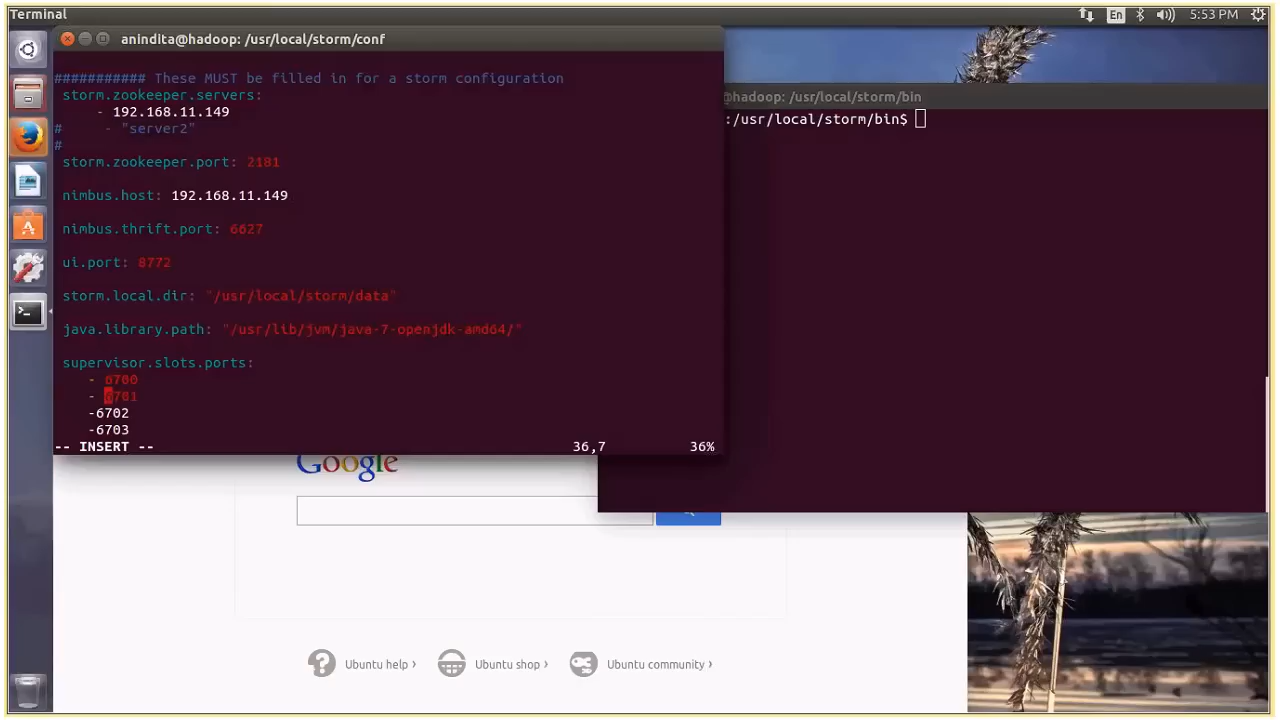 Terminal
En
5:53 PM
anindita@hadoop: /usr/local/storm/conf
########### These MUST be filled in for a storm configuration
storm.zookeeper.servers:
- 192.168.11.149
# - "server2"
#
storm.zookeeper.port: 2181
nimbus.host: 192.168.11.149
nimbus.thrift.port: 6627
ui.port: 8772
storm.local.dir: "/usr/local/storm/data"
java.library.path: "/usr/lib/jvm/java-7-openjdk-amd64/"
supervisor.slots.ports:
- 6700
- 6701
-6702
-6703
-- INSERT -- 36,7 36%
@hadoop: /usr/local/storm/bin
:/usr/local/storm/bin$
Google
Ubuntu help ›
Ubuntu shop ›
Ubuntu community ›